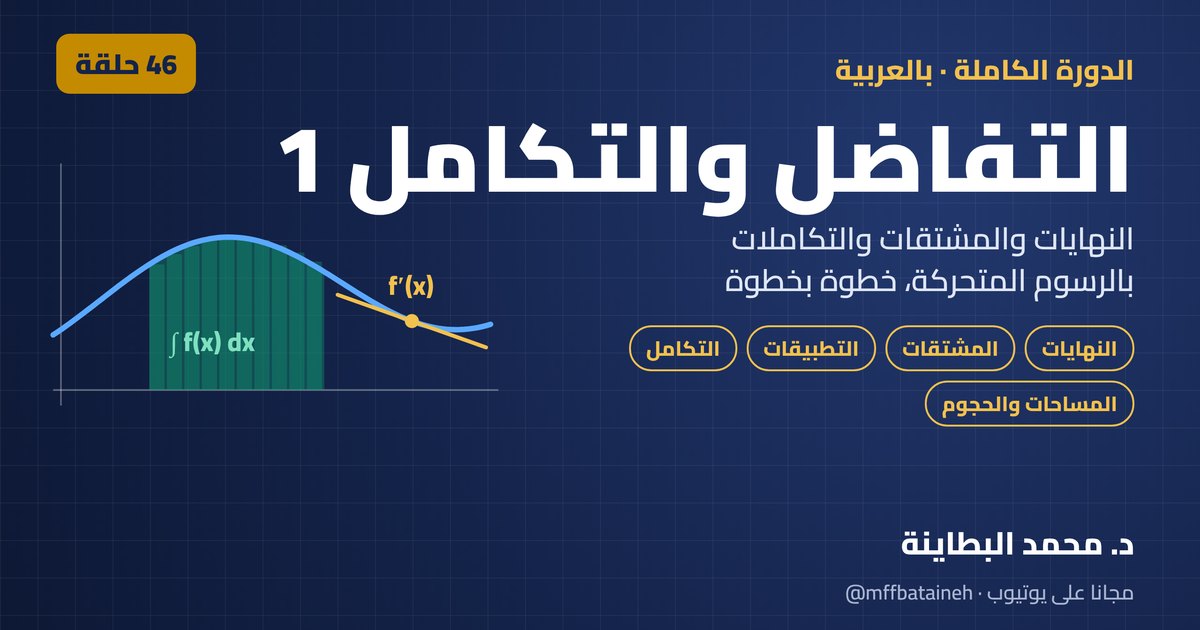 الدورة الكاملة · بالعربية
46 حلقة
التفاضل والتكامل 1
النهايات والمشتقات والتكاملات
بالرسوم المتحركة، خطوة بخطوة
النهايات
المشتقات
التطبيقات
التكامل
المساحات والحجوم
f′(x)
∫ f(x) dx
د. محمد البطاينة
مجانا على يوتيوب · @mffbataineh